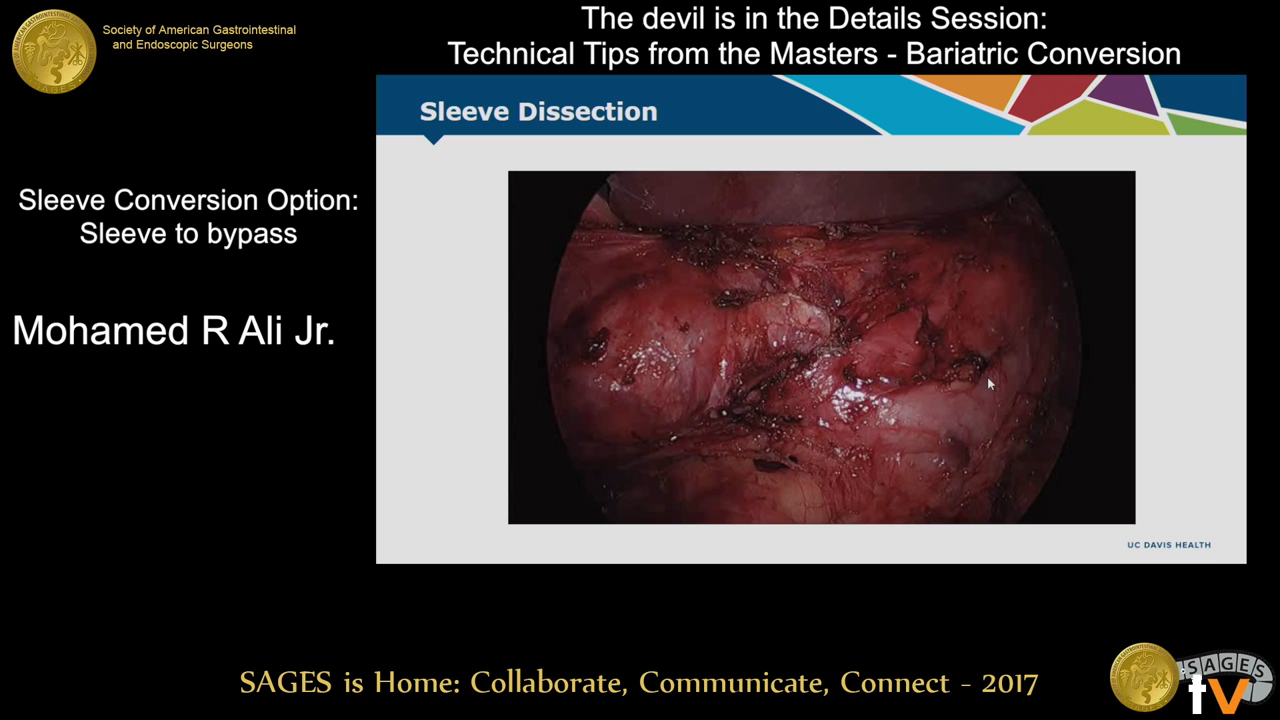 Society of American Gastrointestinal
and Endoscopic Surgeons
The devil is in the Details Session:
Technical Tips from the Masters - Bariatric Conversion
Sleeve Dissection
Sleeve Conversion Option:
Sleeve to bypass
Mohamed R Ali Jr.
UC DAVIS HEALTH
SAGES is Home: Collaborate, Communicate, Connect - 2017
SAGES
tv